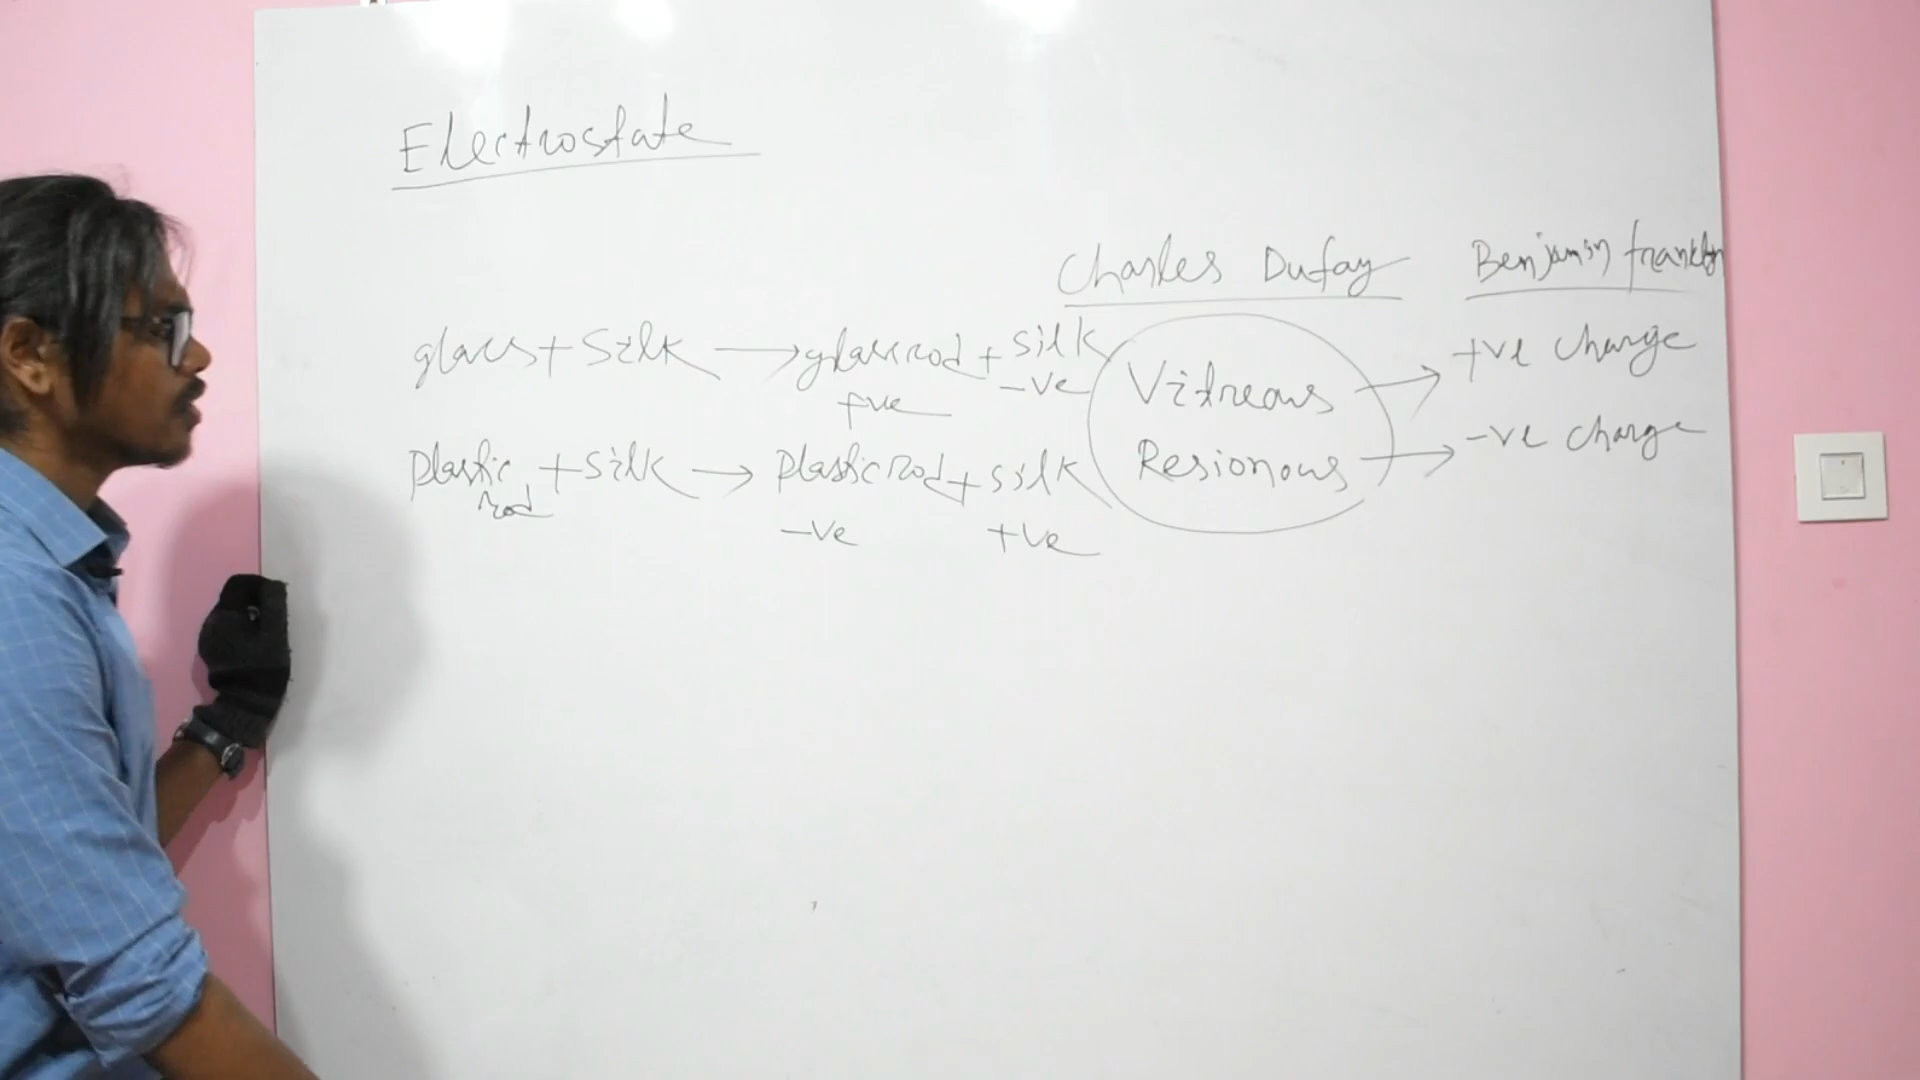 Electrostate
Charles Dufay Benjamin franklin
glass + Silk → glass rod + silk Vitreous → +ve charge
+ve -ve
Plastic rod + silk → Plastic rod + silk Resionous → -ve charge
-ve +ve